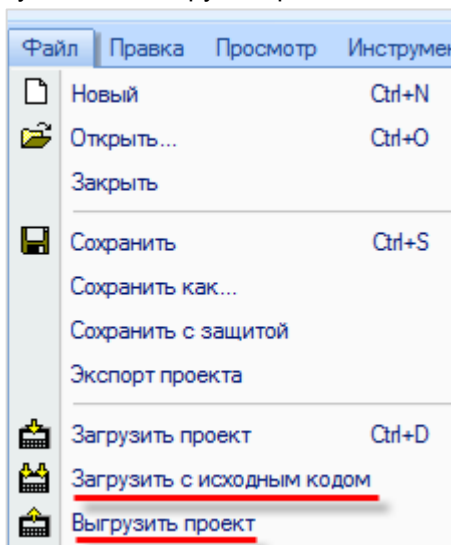 Файл Правка Просмотр
Новый Ctrl+N
Открыть... Ctrl+O
Закрыть
Сохранить Ctrl+S
Сохранить как...
Сохранить с защитой
Экспорт проекта
Загрузить проект Ctrl+D
Загрузить с исходным кодом
Выгрузить проект